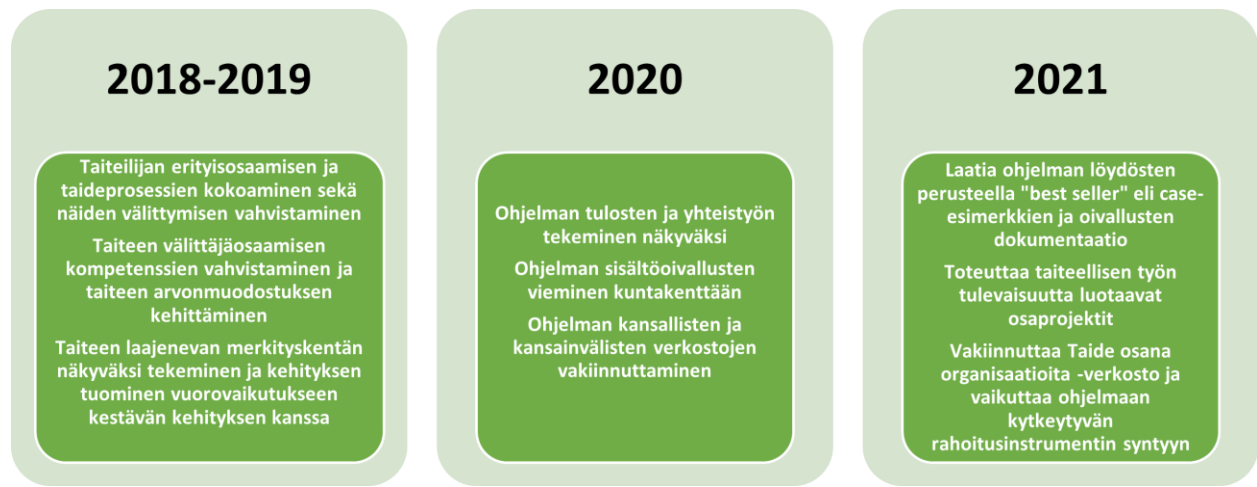 2018-2019
Taiteilijan erityisosaamisen ja
taideprosessien kokoaminen sekä
näiden välittymisen vahvistaminen
Taiteen välittäjäosaamisen
kompetenssien vahvistaminen ja
taiteen arvonmuodostuksen
kehittäminen
Taiteen laajenevan merkityskentän
näkyväksi tekeminen ja kehityksen
tuominen vuorovaikutukseen
kestävän kehityksen kanssa
2020
Ohjelman tulosten ja yhteistyön
tekeminen näkyväksi
Ohjelman sisältöoivallusten
vieminen kuntakenttään
Ohjelman kansallisten ja
kansainvälisten verkostojen
vakiinnuttaminen
2021
Laatia ohjelman löydösten
perusteella "best seller" eli case-
esimerkkien ja oivallusten
dokumentaatio
Toteuttaa taiteellisen työn
tulevaisuutta luotaavat
osaprojektit
Vakiinnuttaa Taide osana
organisaatioita -verkosto ja
vaikuttaa ohjelmaan
kytkeytyvän
rahoitusinstrumentin syntyyn